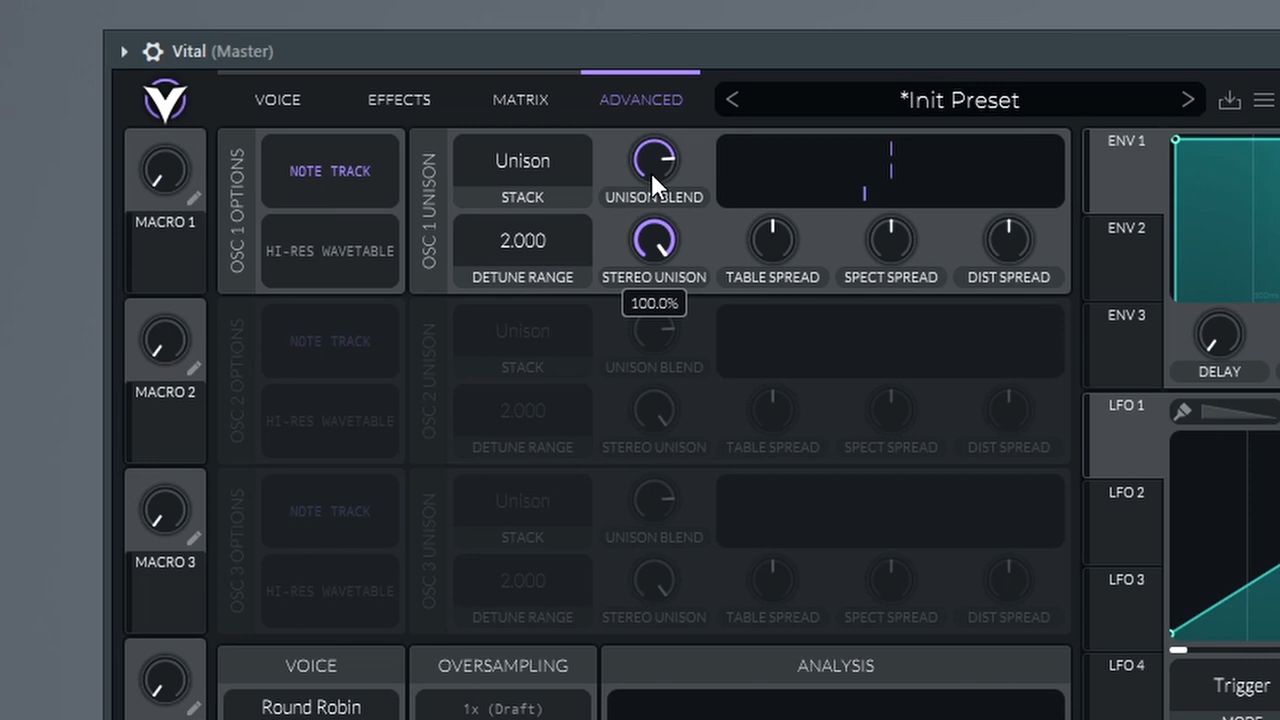 Vital (Master)
VOICE EFFECTS MATRIX ADVANCED
*Init Preset
MACRO 1
MACRO 2
MACRO 3
OSC 1 OPTIONS
NOTE TRACK
HI-RES WAVETABLE
OSC 1 UNISON
Unison
STACK
UNISON BLEND
2.000
DETUNE RANGE
STEREO UNISON
TABLE SPREAD
SPECT SPREAD
DIST SPREAD
100.0%
OSC 2 OPTIONS
NOTE TRACK
HI-RES WAVETABLE
OSC 2 UNISON
Unison
STACK
UNISON BLEND
2.000
DETUNE RANGE
STEREO UNISON
TABLE SPREAD
SPECT SPREAD
DIST SPREAD
OSC 3 OPTIONS
NOTE TRACK
HI-RES WAVETABLE
OSC 3 UNISON
Unison
STACK
UNISON BLEND
2.000
DETUNE RANGE
STEREO UNISON
TABLE SPREAD
SPECT SPREAD
DIST SPREAD
VOICE
Round Robin
OVERSAMPLING
1x (Draft)
ANALYSIS
ENV 1
ENV 2
ENV 3
DELAY
LFO 1
LFO 2
LFO 3
LFO 4
Trigger
MODE